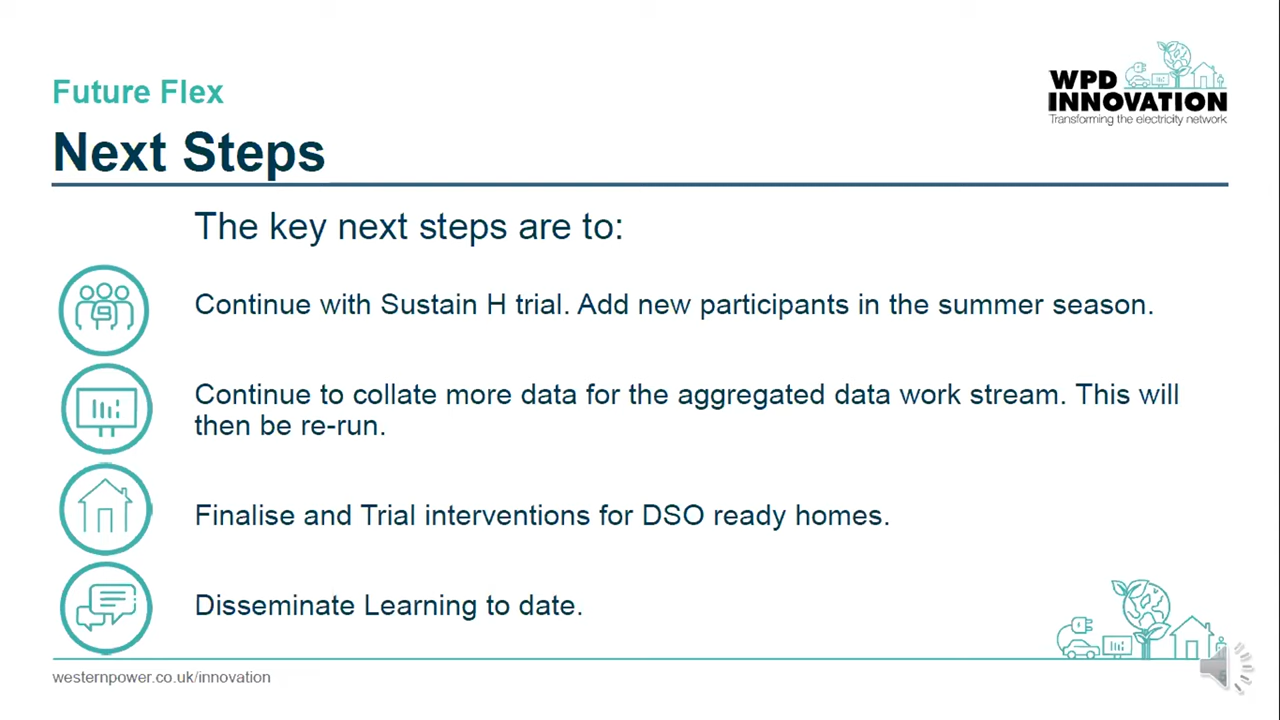 Future Flex
Next Steps
WPD
INNOVATION
Transforming the electricity network
The key next steps are to:
Continue with Sustain H trial. Add new participants in the summer season.
Continue to collate more data for the aggregated data work stream. This will
then be re-run.
Finalise and Trial interventions for DSO ready homes.
Disseminate Learning to date.
westernpower.co.uk/innovation